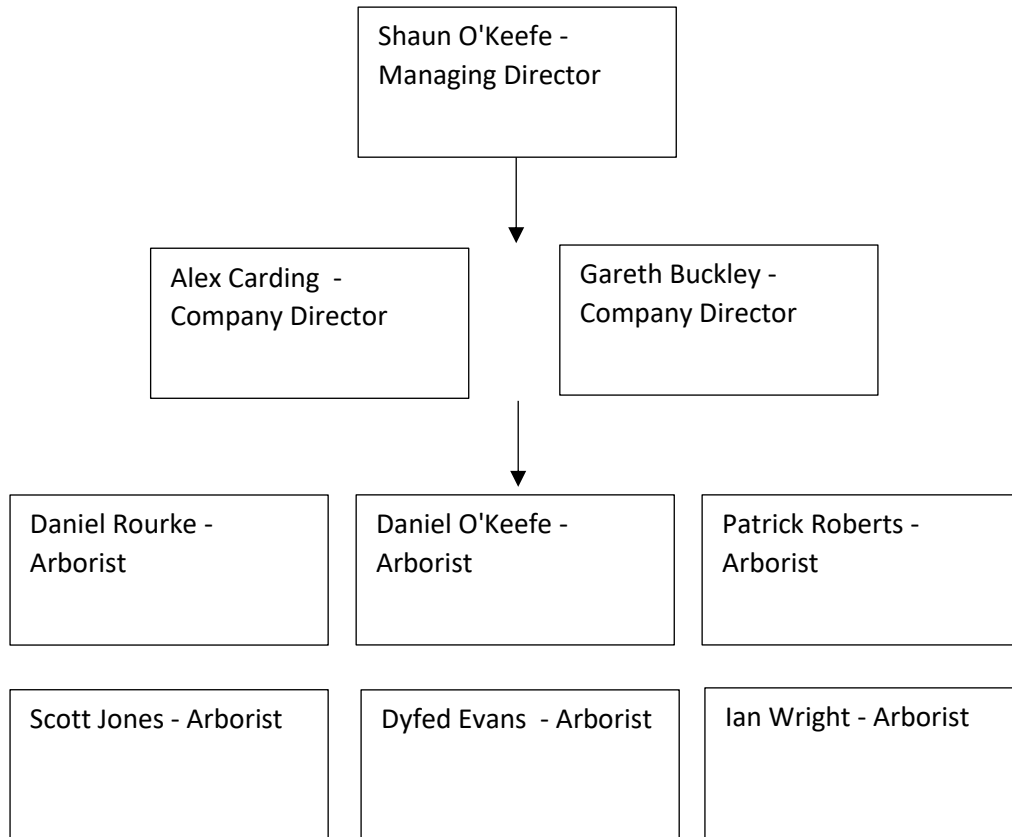 Shaun O'Keefe -
Managing Director
Alex Carding  -
Company Director
Gareth Buckley -
Company Director
Daniel Rourke -
Arborist
Daniel O'Keefe -
Arborist
Patrick Roberts -
Arborist
Scott Jones - Arborist
Dyfed Evans  - Arborist
Ian Wright - Arborist